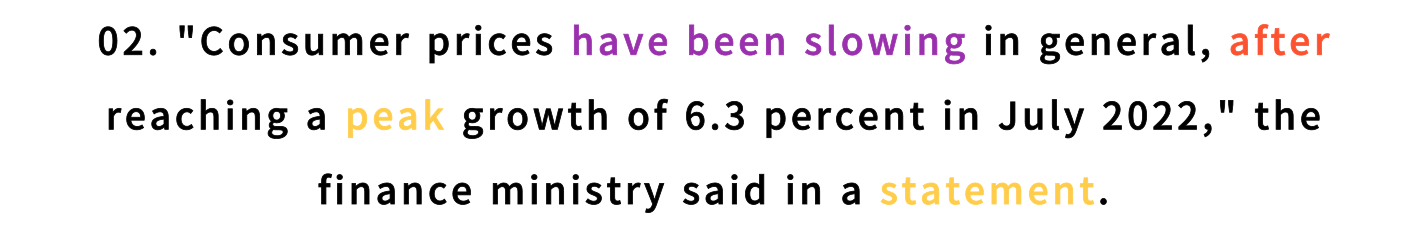 02. "Consumer prices have been slowing in general, after
reaching a peak growth of 6.3 percent in July 2022," the
finance ministry said in a statement.